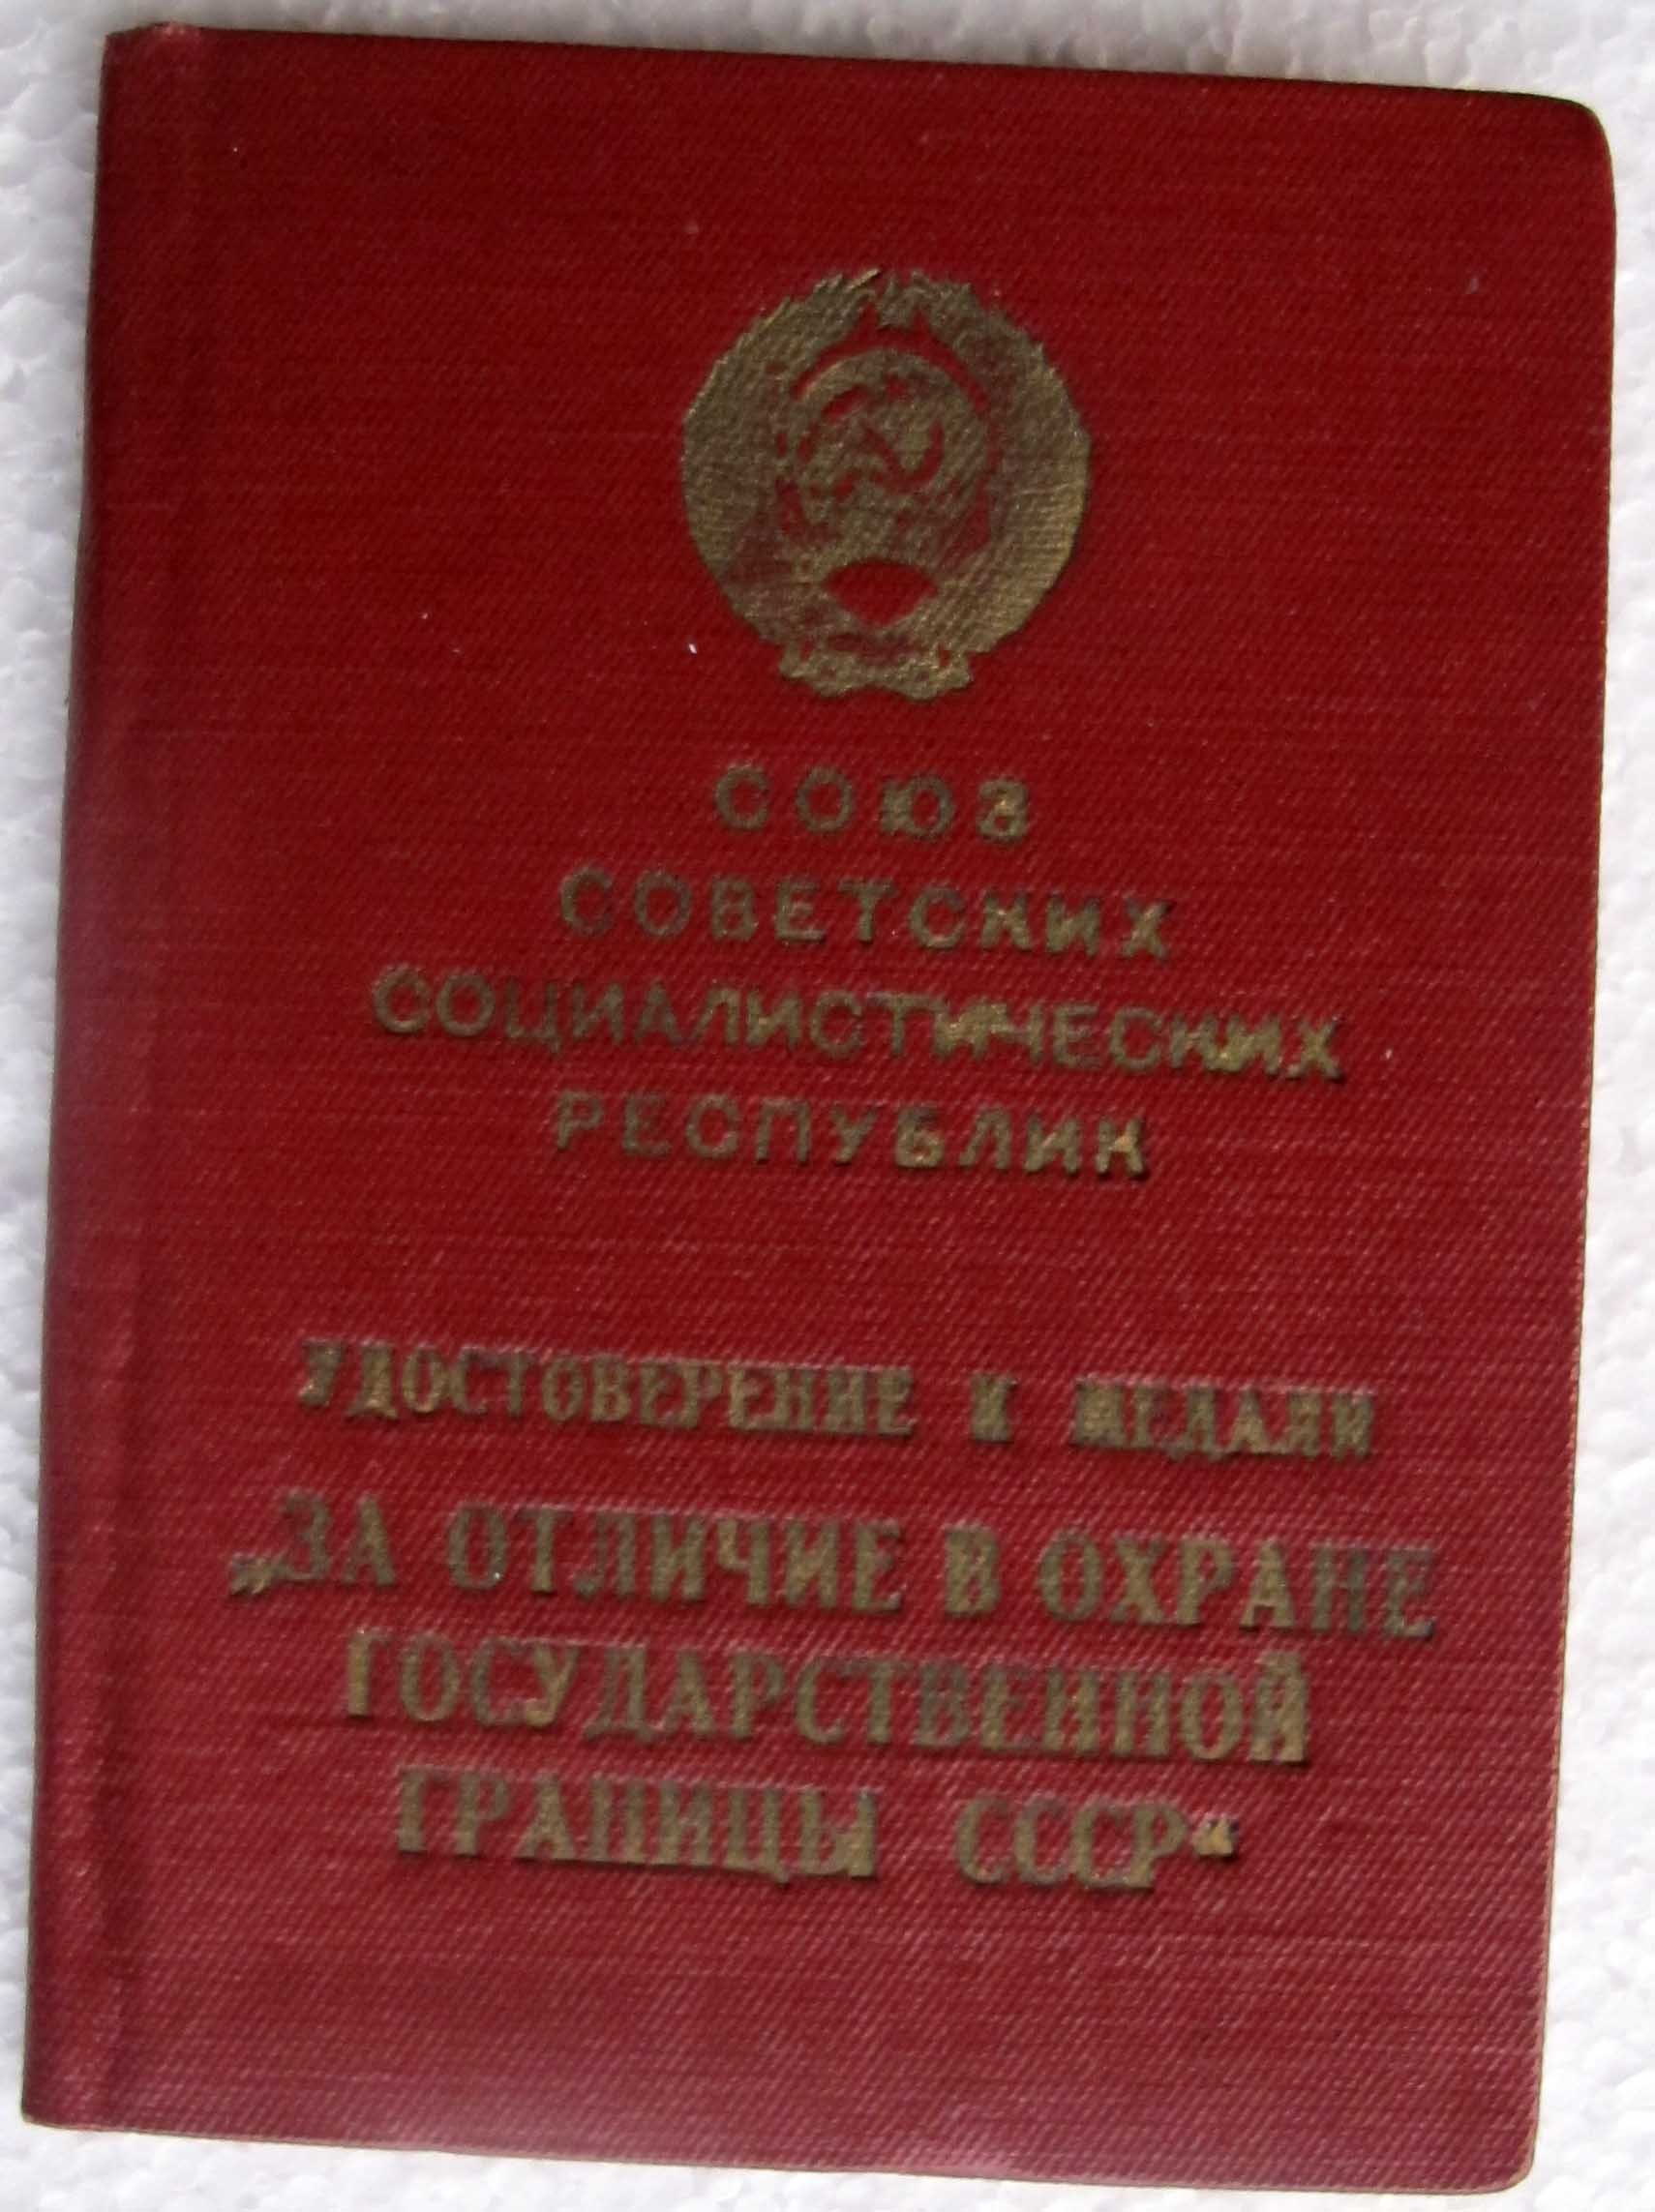 СОЮЗ
СОВЕТСКИХ
СОЦИАЛИСТИЧЕСКИХ
РЕСПУБЛИК
УДОСТОВЕРЕНИЕ К МЕДАЛИ
„ЗА ОТЛИЧИЕ В ОХРАНЕ
ГОСУДАРСТВЕННОЙ
ГРАНИЦЫ СССР“